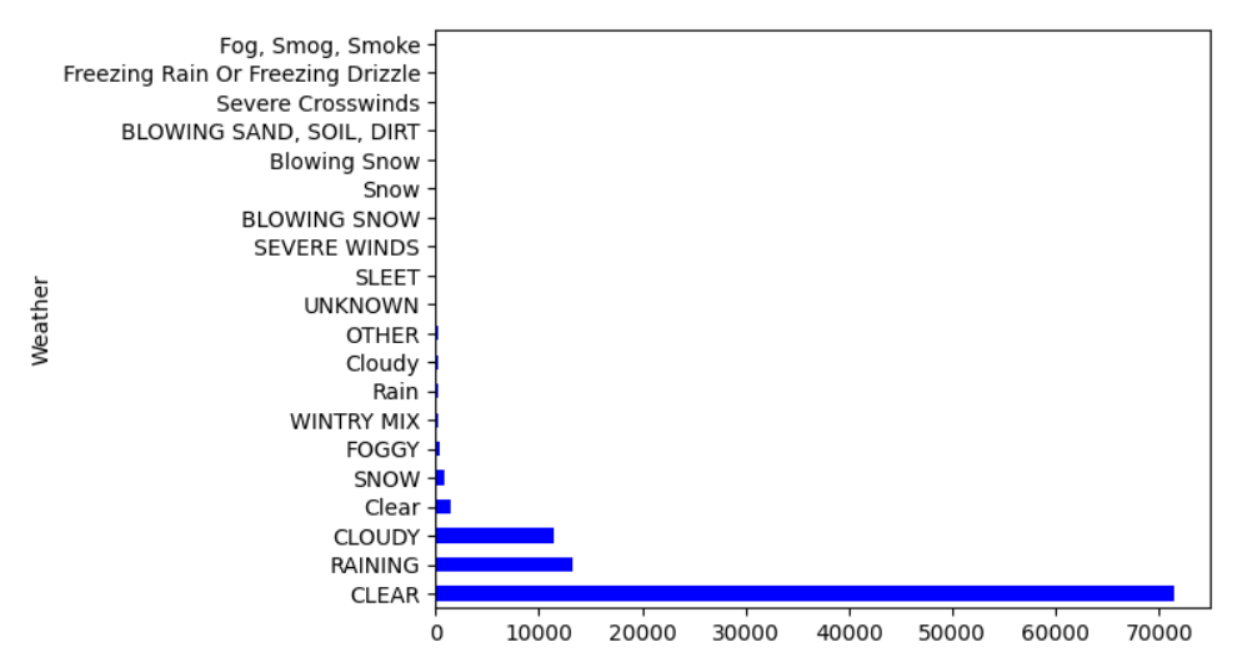 Fog, Smog, Smoke
Freezing Rain Or Freezing Drizzle
Severe Crosswinds
BLOWING SAND, SOIL, DIRT
Blowing Snow
Snow
BLOWING SNOW
SEVERE WINDS
SLEET
UNKNOWN
OTHER
Cloudy
Rain
WINTRY MIX
FOGGY
SNOW
Clear
CLOUDY
RAINING
CLEAR
Weather
0 10000 20000 30000 40000 50000 60000 70000